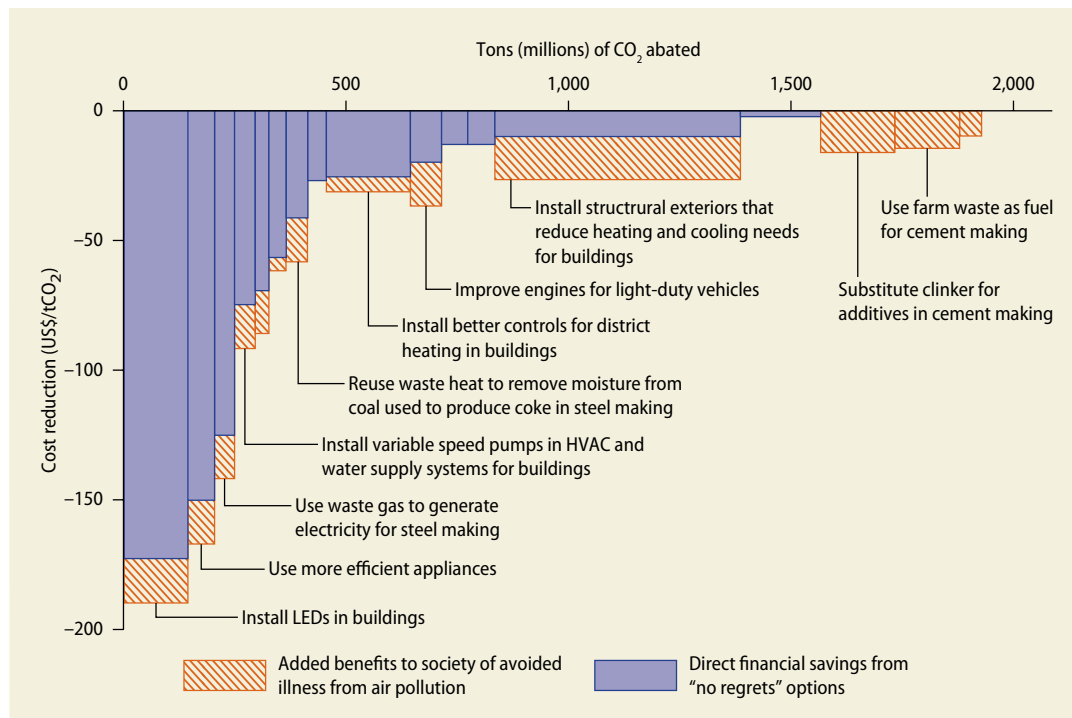 Tons (millions) of CO2 abated
0 500 1,000 1,500 2,000
0
−50
−100
−150
−200
Cost reduction (US$/tCO2)
Install structrural exteriors that
reduce heating and cooling needs
for buildings
Use farm waste as fuel
for cement making
Improve engines for light-duty vehicles
Substitute clinker for
additives in cement making
Install better controls for district
heating in buildings
Reuse waste heat to remove moisture from
coal used to produce coke in steel making
Install variable speed pumps in HVAC and
water supply systems for buildings
Use waste gas to generate
electricity for steel making
Use more efficient appliances
Install LEDs in buildings
Added benefits to society of avoided
illness from air pollution
Direct financial savings from
“no regrets” options